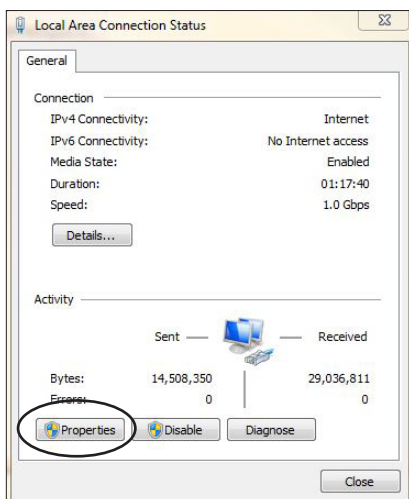 Local Area Connection Status
General
Connection
IPv4 Connectivity: Internet
IPv6 Connectivity: No Internet access
Media State: Enabled
Duration: 01:17:40
Speed: 1.0 Gbps
Details...
Activity
Sent Received
Bytes: 14,508,350 29,036,811
Errors: 0 0
Properties Disable Diagnose
Close